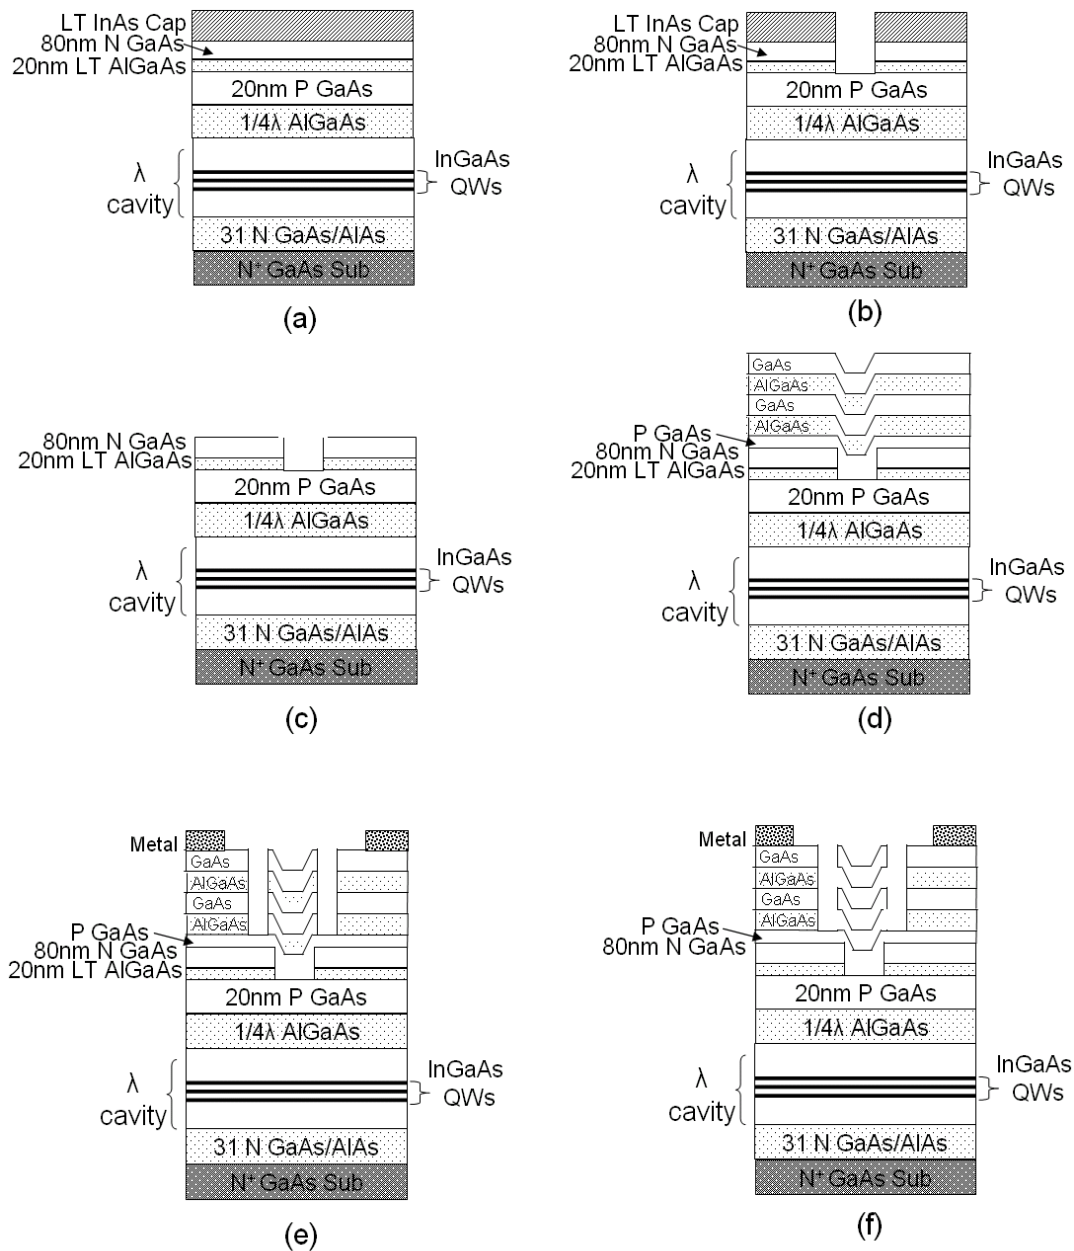 LT InAs Cap
80nm N GaAs
20nm LT AlGaAs
20nm P GaAs
1/4λ AlGaAs
λ
cavity
InGaAs
QWs
31 N GaAs/AlAs
N⁺ GaAs Sub
(a)
LT InAs Cap
80nm N GaAs
20nm LT AlGaAs
20nm P GaAs
1/4λ AlGaAs
λ
cavity
InGaAs
QWs
31 N GaAs/AlAs
N⁺ GaAs Sub
(b)
80nm N GaAs
20nm LT AlGaAs
20nm P GaAs
1/4λ AlGaAs
λ
cavity
InGaAs
QWs
31 N GaAs/AlAs
N⁺ GaAs Sub
(c)
GaAs
AlGaAs
GaAs
AlGaAs
P GaAs
80nm N GaAs
20nm LT AlGaAs
20nm P GaAs
1/4λ AlGaAs
λ
cavity
InGaAs
QWs
31 N GaAs/AlAs
N⁺ GaAs Sub
(d)
Metal
GaAs
AlGaAs
GaAs
AlGaAs
P GaAs
80nm N GaAs
20nm LT AlGaAs
20nm P GaAs
1/4λ AlGaAs
λ
cavity
InGaAs
QWs
31 N GaAs/AlAs
N⁺ GaAs Sub
(e)
Metal
GaAs
AlGaAs
GaAs
AlGaAs
P GaAs
80nm N GaAs
20nm P GaAs
1/4λ AlGaAs
λ
cavity
InGaAs
QWs
31 N GaAs/AlAs
N⁺ GaAs Sub
(f)